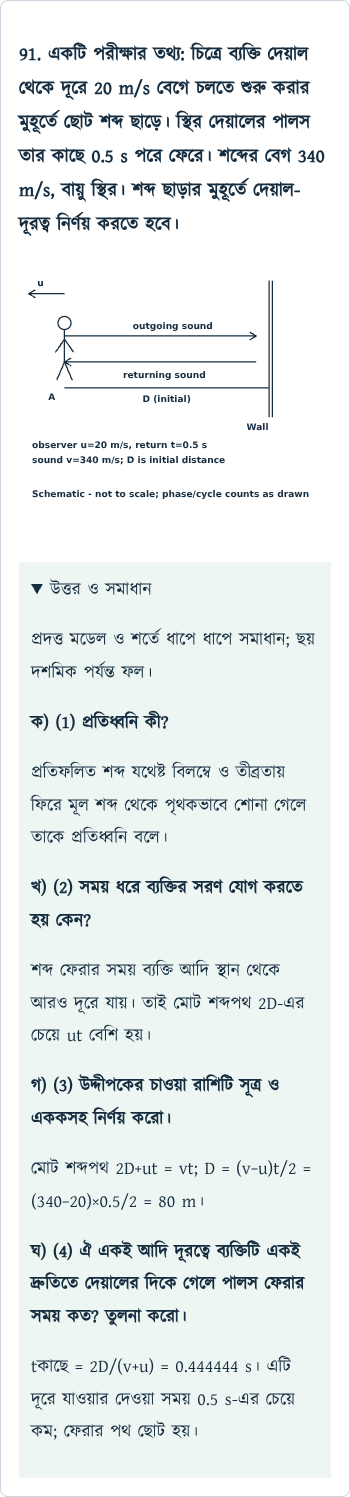 91. একটি পরীক্ষার তথ্য: চিত্রে ব্যক্তি দেয়াল
থেকে দূরে 20 m/s বেগে চলতে শুরু করার
মুহূর্তে ছোট শব্দ ছাড়ে। স্থির দেয়ালের পালস
তার কাছে 0.5 s পরে ফেরে। শব্দের বেগ 340
m/s, বায়ু স্থির। শব্দ ছাড়ার মুহূর্তে দেয়াল-
দূরত্ব নির্ণয় করতে হবে।
u
outgoing sound
returning sound
A
D (initial)
Wall
observer u=20 m/s, return t=0.5 s
sound v=340 m/s; D is initial distance
Schematic - not to scale; phase/cycle counts as drawn
▼ উত্তর ও সমাধান
প্রদত্ত মডেল ও শর্তে ধাপে ধাপে সমাধান; ছয়
দশমিক পর্যন্ত ফল।
ক) (1) প্রতিধ্বনি কী?
প্রতিফলিত শব্দ যথেষ্ট বিলম্বে ও তীব্রতায়
ফিরে মূল শব্দ থেকে পৃথকভাবে শোনা গেলে
তাকে প্রতিধ্বনি বলে।
খ) (2) সময় ধরে ব্যক্তির সরণ যোগ করতে
হয় কেন?
শব্দ ফেরার সময় ব্যক্তি আদি স্থান থেকে
আরও দূরে যায়। তাই মোট শব্দপথ 2D-এর
চেয়ে ut বেশি হয়।
গ) (3) উদ্দীপকের চাওয়া রাশিটি সূত্র ও
এককসহ নির্ণয় করো।
মোট শব্দপথ 2D+ut = vt; D = (v−u)t/2 =
(340−20)×0.5/2 = 80 m।
ঘ) (4) ঐ একই আদি দূরত্বে ব্যক্তিটি একই
দ্রুতিতে দেয়ালের দিকে গেলে পালস ফেরার
সময় কত? তুলনা করো।
tকাছে = 2D/(v+u) = 0.444444 s। এটি
দূরে যাওয়ার দেওয়া সময় 0.5 s-এর চেয়ে
কম; ফেরার পথ ছোট হয়।